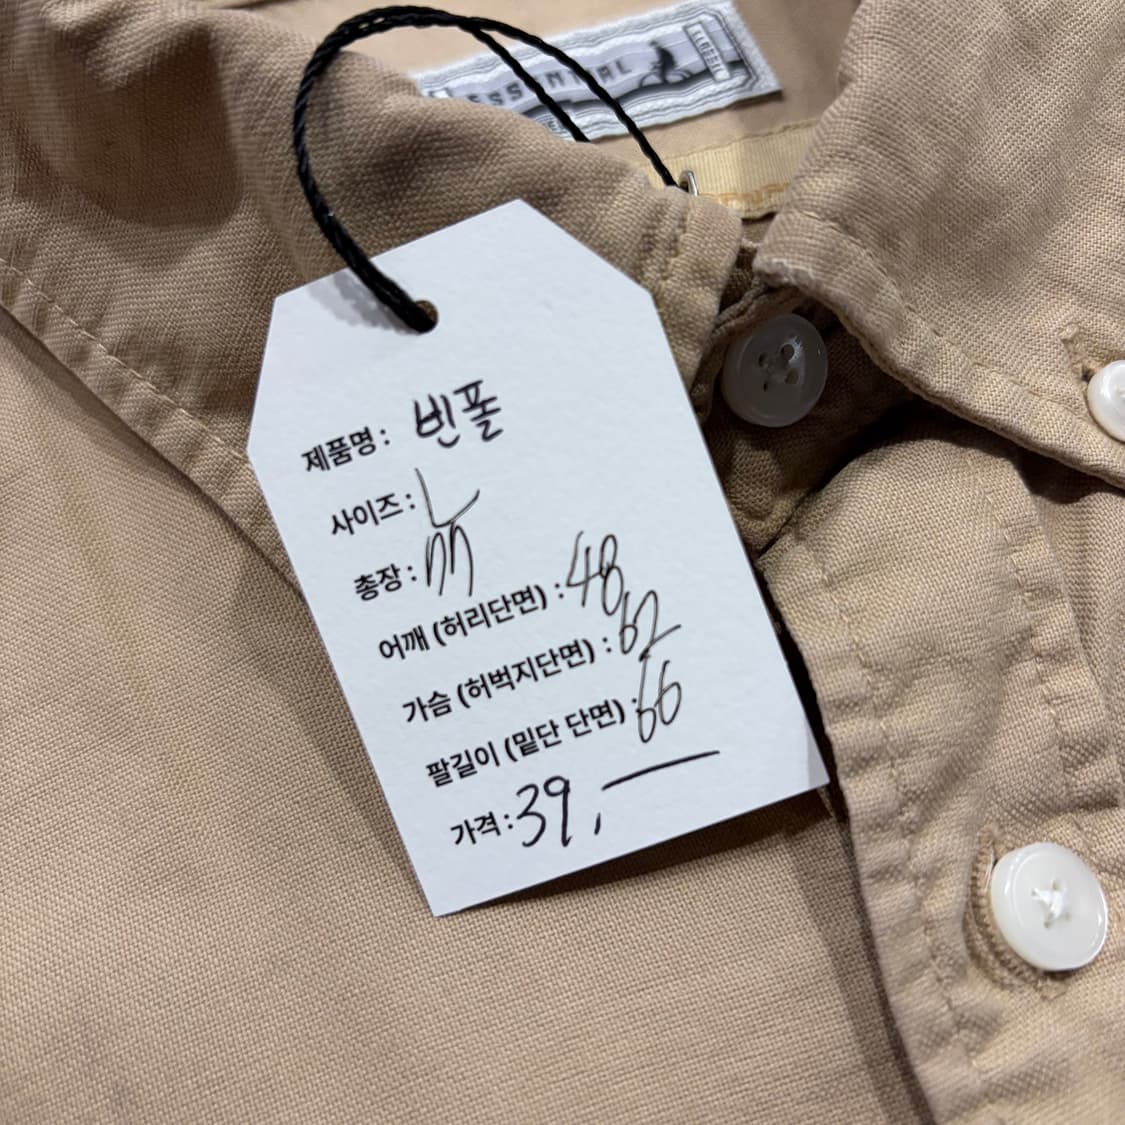 ESSENTIAL
제품명 : 빈폴
사이즈 : L
총장 : 77
어깨 (허리단면) : 48
가슴 (허벅지단면) : 62
팔길이 (밑단 단면) : 66
가격 : 39,